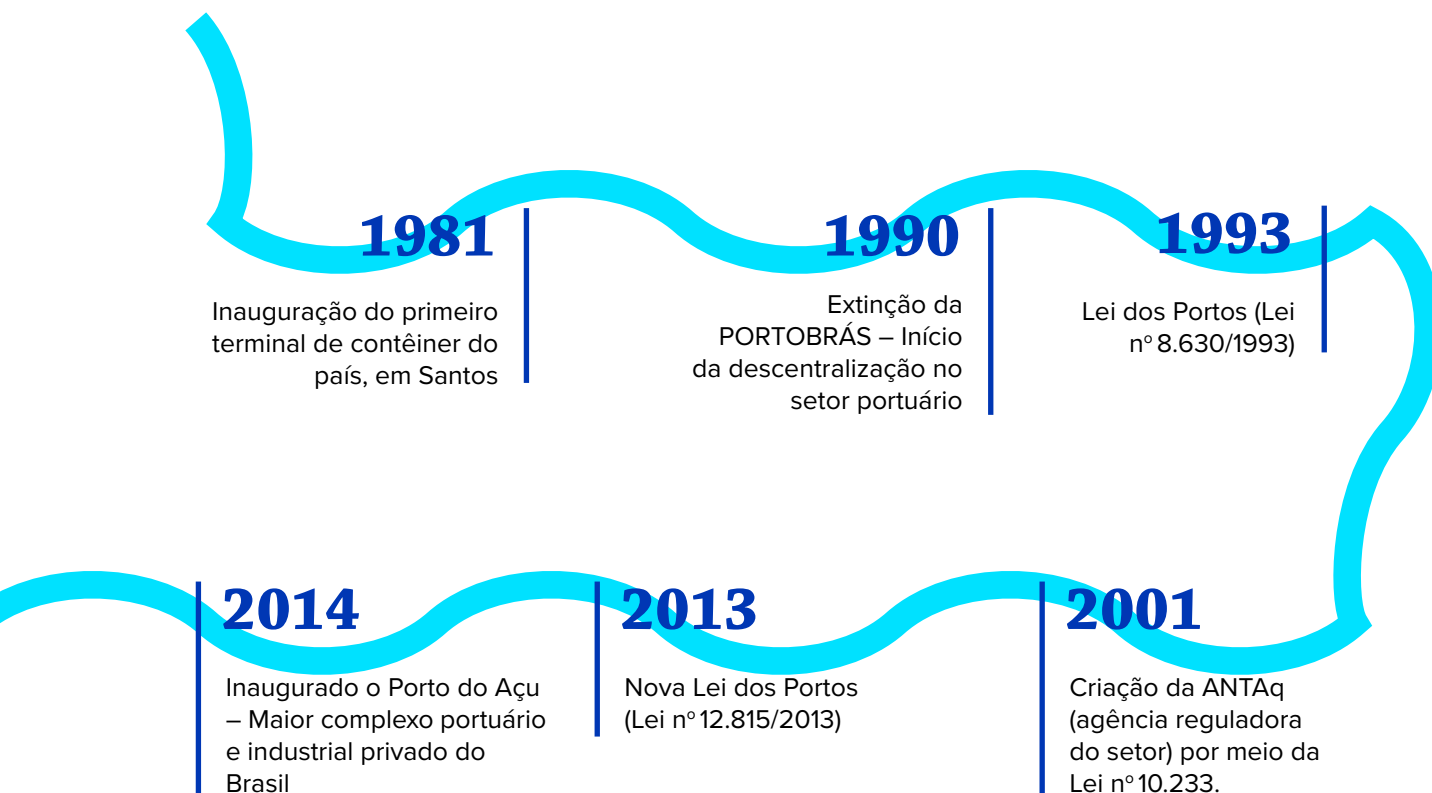 1981
Inauguração do primeiro
terminal de contêiner do
país, em Santos
1990
Extinção da
PORTOBRÁS – Início
da descentralização no
setor portuário
1993
Lei dos Portos (Lei
nº 8.630/1993)
2014
Inaugurado o Porto do Açu
– Maior complexo portuário
e industrial privado do
Brasil
2013
Nova Lei dos Portos
(Lei nº 12.815/2013)
2001
Criação da ANTAq
(agência reguladora
do setor) por meio da
Lei nº 10.233.